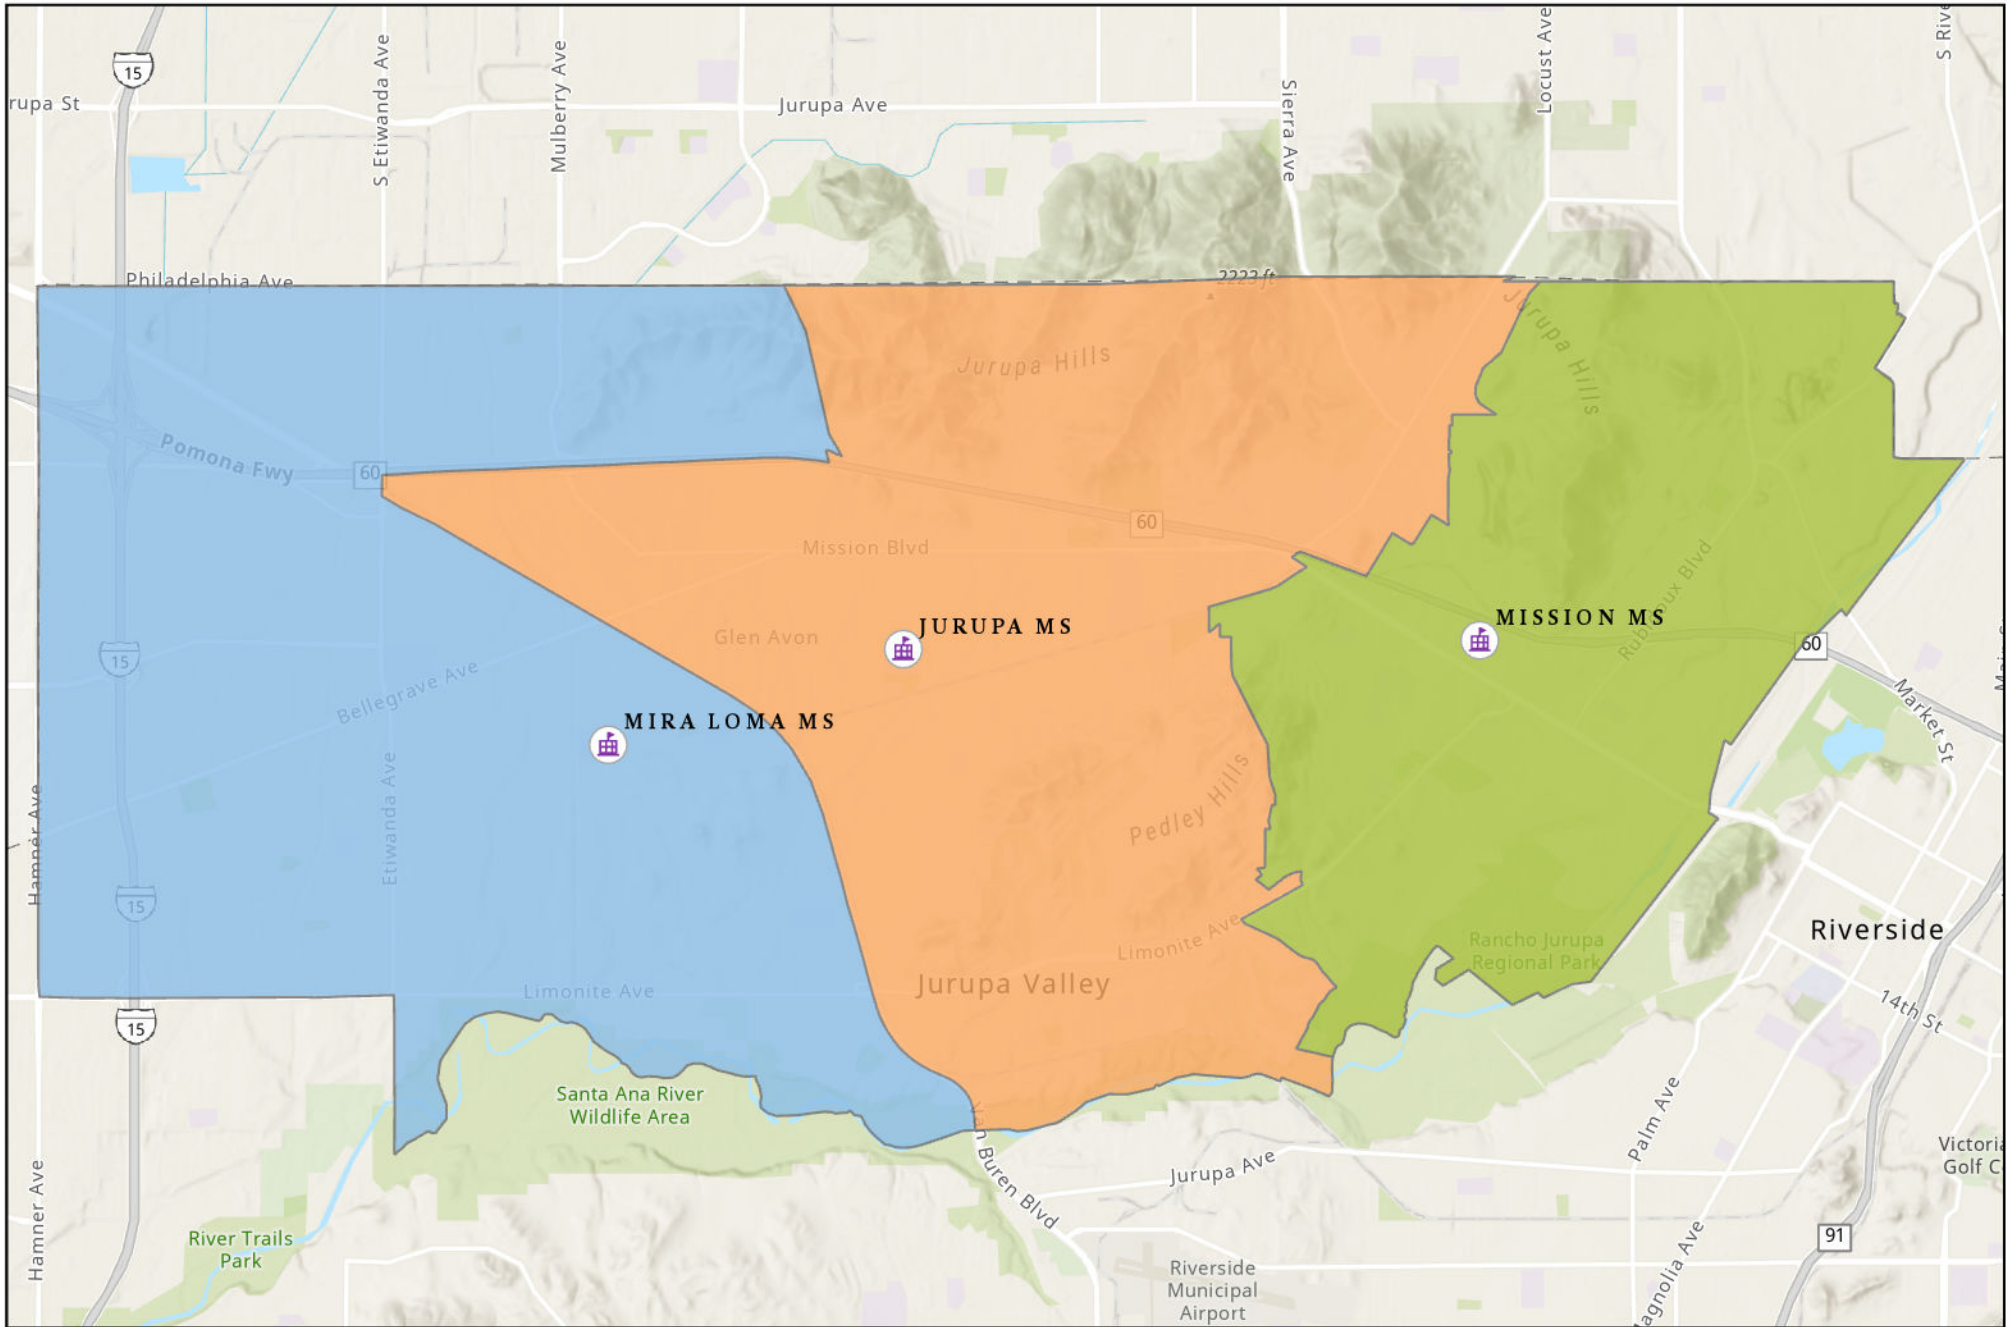 15
S Etiwanda Ave
Mulberry Ave
Sierra Ave
Locust Ave
S Rive
rupa St
Jurupa Ave
Philadelphia Ave
2223 ft
Jurupa Hills
Jurupa Hills
Pomona Fwy
60
60
Mission Blvd
Rubidoux Blvd
JURUPA MS
MISSION MS
Glen Avon
15
60
Bellegrave Ave
MIRA LOMA MS
Market St
Pedley Hills
Hamner Ave
Etiwanda Ave
15
Limonite Ave
Rancho Jurupa
Regional Park
Riverside
Jurupa Valley
Limonite Ave
14th St
15
Santa Ana River
Wildlife Area
Van Buren Blvd
Palm Ave
Jurupa Ave
Victoria
Golf C
Hamner Ave
River Trails
Park
91
Riverside
Municipal
Airport
agnolia Ave